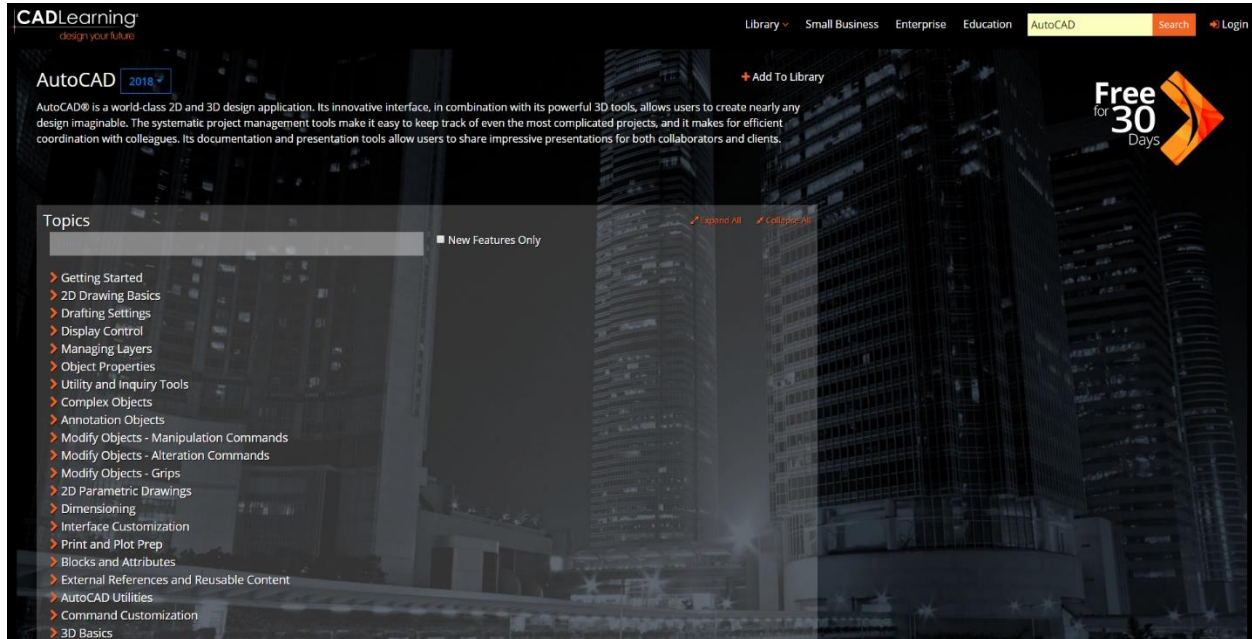 CADLearning®
design your future
Library
Small Business
Enterprise
Education
AutoCAD
Search
Login
AutoCAD 2018
Add To Library
AutoCAD® is a world-class 2D and 3D design application. Its innovative interface, in combination with its powerful 3D tools, allows users to create nearly any
design imaginable. The systematic project management tools make it easy to keep track of even the most complicated projects, and it makes for efficient
coordination with colleagues. Its documentation and presentation tools allow users to share impressive presentations for both collaborators and clients.
Free
for 30
Days
Topics
Expand All
Collapse All
New Features Only
Getting Started
2D Drawing Basics
Drafting Settings
Display Control
Managing Layers
Object Properties
Utility and Inquiry Tools
Complex Objects
Annotation Objects
Modify Objects - Manipulation Commands
Modify Objects - Alteration Commands
Modify Objects - Grips
2D Parametric Drawings
Dimensioning
Interface Customization
Print and Plot Prep
Blocks and Attributes
External References and Reusable Content
AutoCAD Utilities
Command Customization
3D Basics